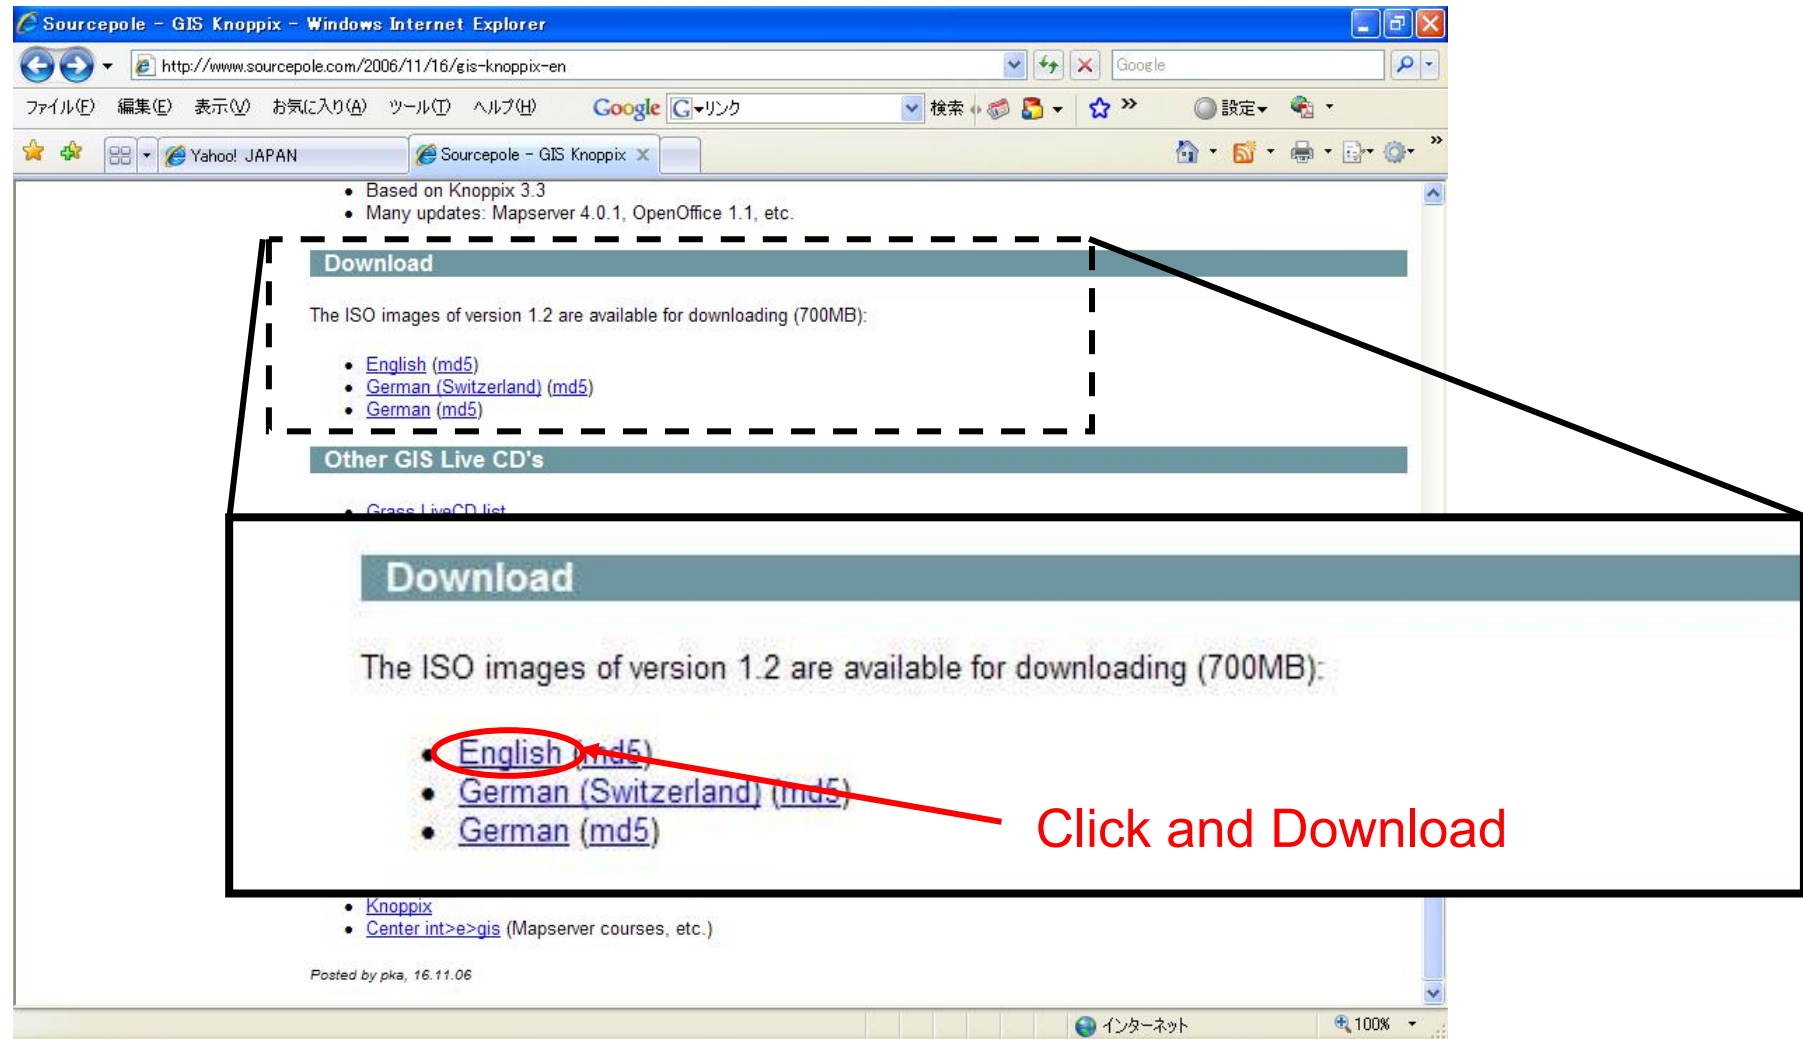 Sourcepole - GIS Knoppix - Windows Internet Explorer
http://www.sourcepole.com/2006/11/16/gis-knoppix-en
Google
ファイル(F) 編集(E) 表示(V) お気に入り(A) ツール(T) ヘルプ(H) Google G リンク 検索 » 設定
Yahoo! JAPAN Sourcepole - GIS Knoppix X »
Based on Knoppix 3.3
Many updates: Mapserver 4.0.1, OpenOffice 1.1, etc.
Download
The ISO images of version 1.2 are available for downloading (700MB):
English (md5)
German (Switzerland) (md5)
German (md5)
Other GIS Live CD's
Grass LiveCD list
Download
The ISO images of version 1.2 are available for downloading (700MB):
English (md5)
German (Switzerland) (md5)
German (md5)
Click and Download
Knoppix
Center int>e>gis (Mapserver courses, etc.)
Posted by pka, 16.11.06
インターネット 100%